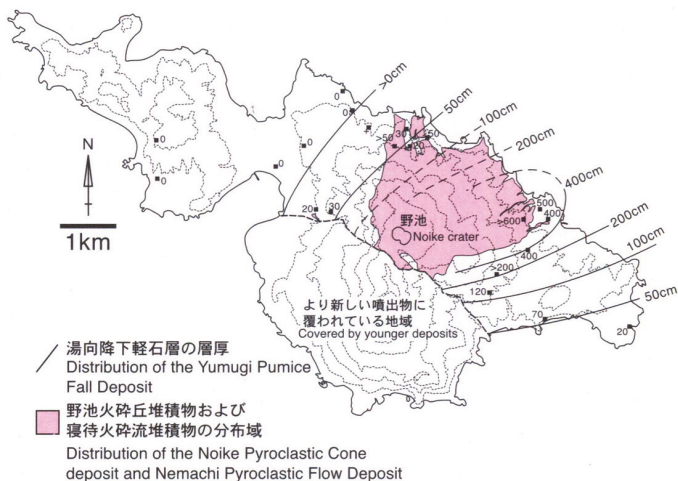 >0cm
50cm
100cm
200cm
400cm
0
0
0
0
0
0
>50
30
50
20
N
1km
20
30
野池
Noike crater
>500
>600
400
400
200cm
>200
100cm
120
50cm
70
20
より新しい噴出物に
覆われている地域
Covered by younger deposits
湯向降下軽石層の層厚
Distribution of the Yumugi Pumice
Fall Deposit
野池火砕丘堆積物および
寝待火砕流堆積物の分布域
Distribution of the Noike Pyroclastic Cone
deposit and Nemachi Pyroclastic Flow Deposit